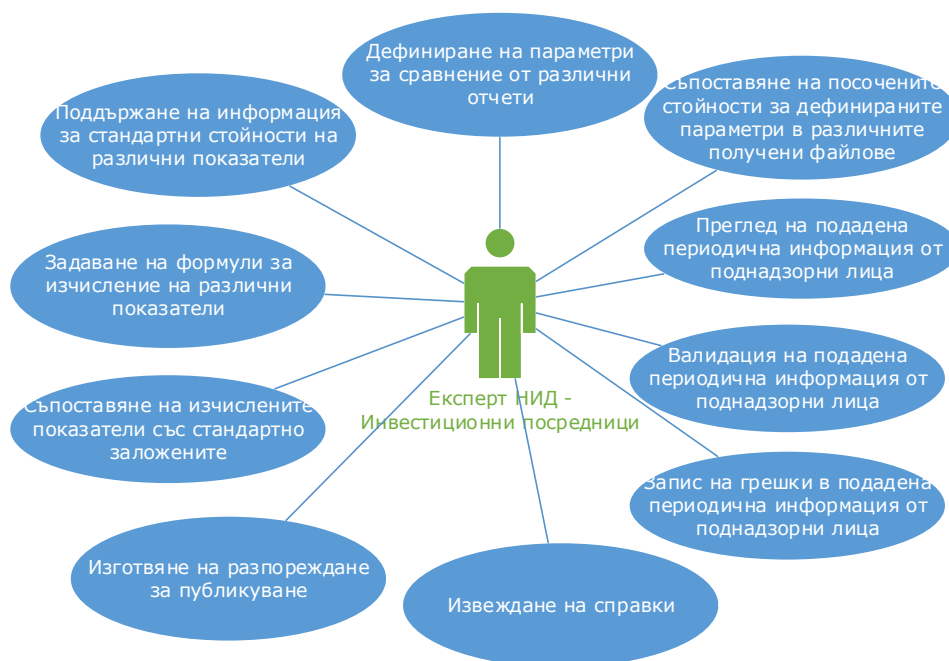 Дефиниране на параметри
за сравнение от различни
отчети
Съпоставяне на посочените
стойности за дефинираните
параметри в различните
получени файлове
Поддържане на информация
за стандартни стойности на
различни показатели
Преглед на подадена
периодична информация от
поднадзорни лица
Задаване на формули за
изчисление на различни
показатели
Валидация на подадена
периодична информация от
поднадзорни лица
Експерт НИД -
Инвестиционни посредници
Съпоставяне на изчислените
показатели със стандартно
заложените
Запис на грешки в подадена
периодична информация от
поднадзорни лица
Изготвяне на разпореждане
за публикуване
Извеждане на справки